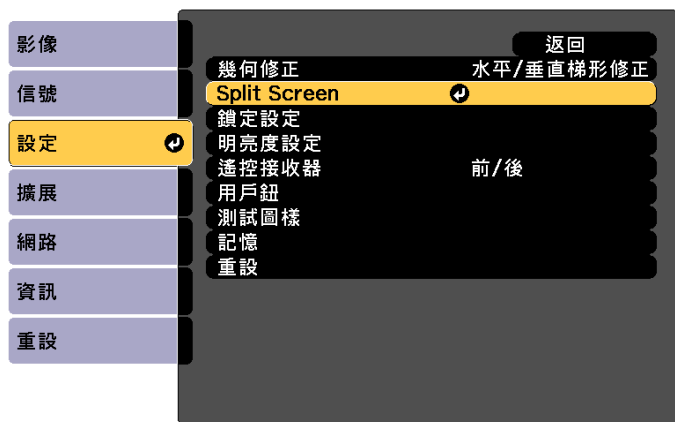 影像
信號
設定
擴展
網路
資訊
重設
返回
幾何修正 水平/垂直梯形修正
Split Screen
鎖定設定
明亮度設定
遙控接收器 前/後
用戶鈕
測試圖樣
記憶
重設